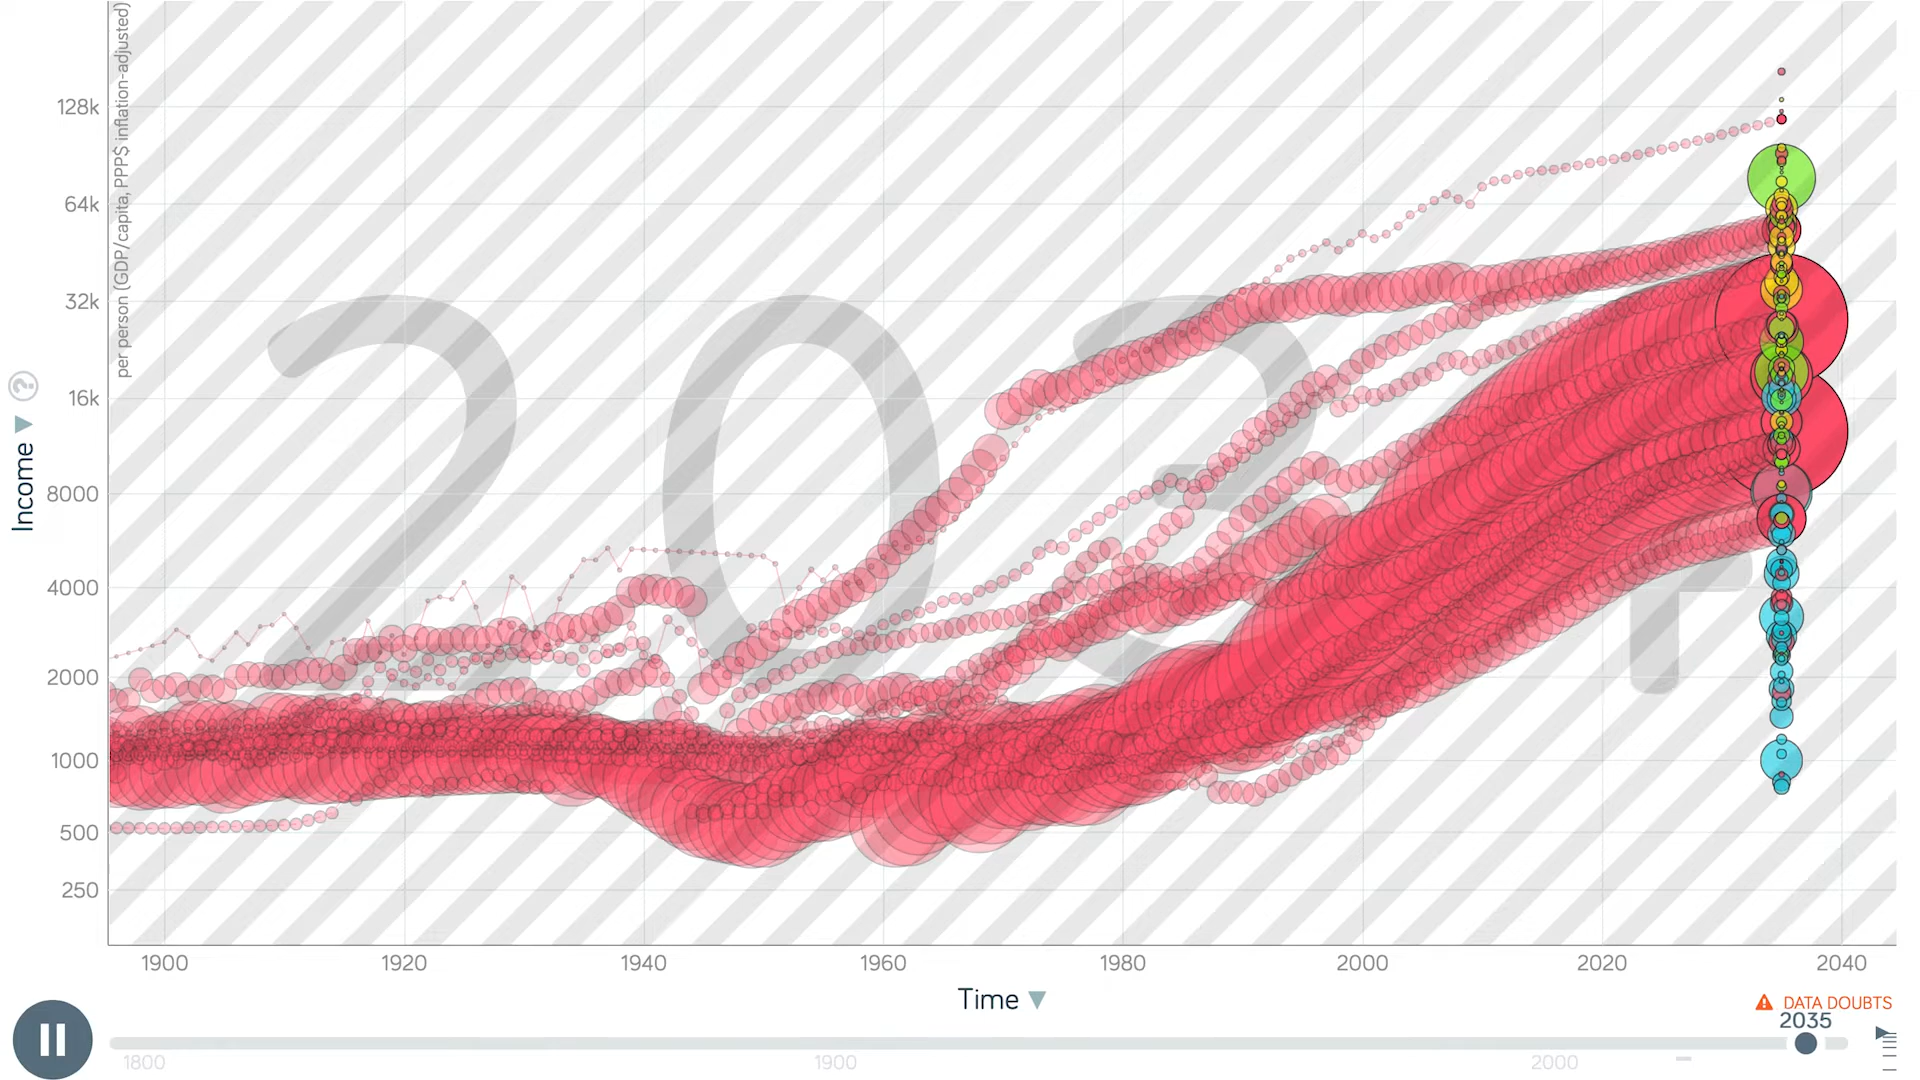 per person (GDP/capita, PPP$ inflation-adjusted)
128k
64k
32k
16k
8000
4000
2000
1000
500
250
Income ▼
?
1900
1920
1940
1960
1980
2000
2020
2040
Time ▼
DATA DOUBTS
2035
1800
1900
2000